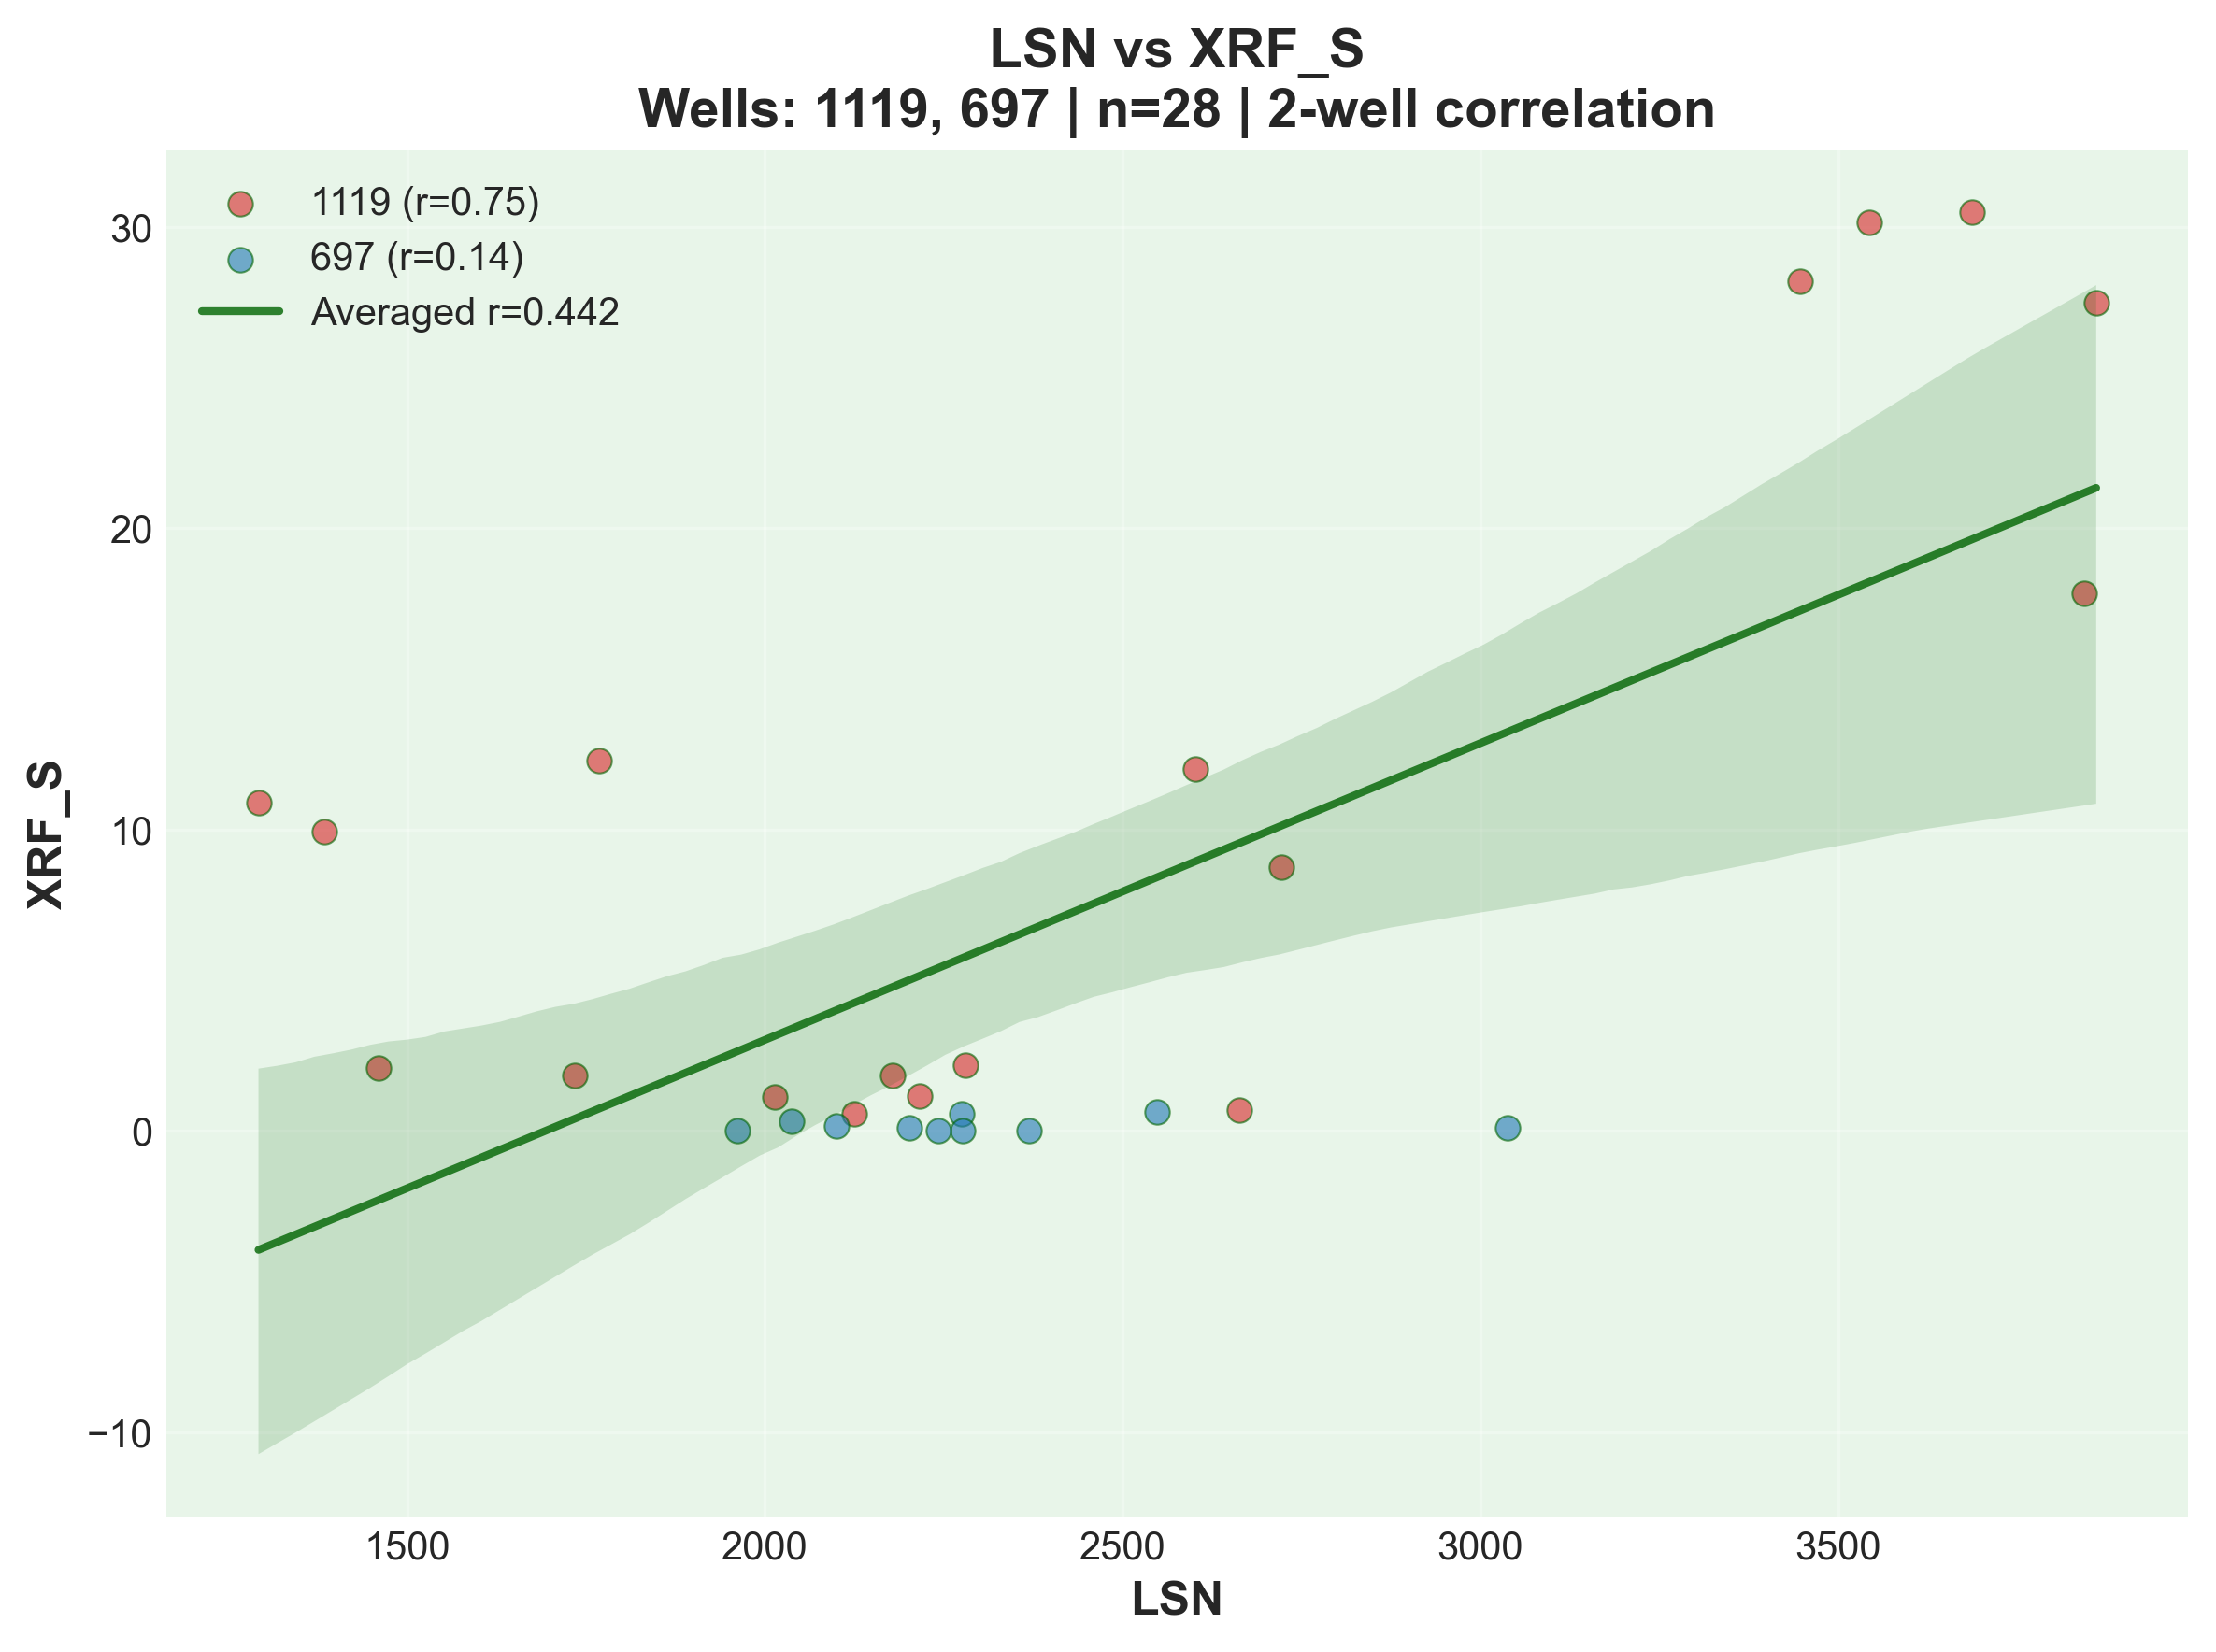 LSN vs XRF_S
Wells: 1119, 697 | n=28 | 2-well correlation
1119 (r=0.75)
697 (r=0.14)
Averaged r=0.442
30
20
10
0
−10
XRF_S
1500
2000
2500
3000
3500
LSN